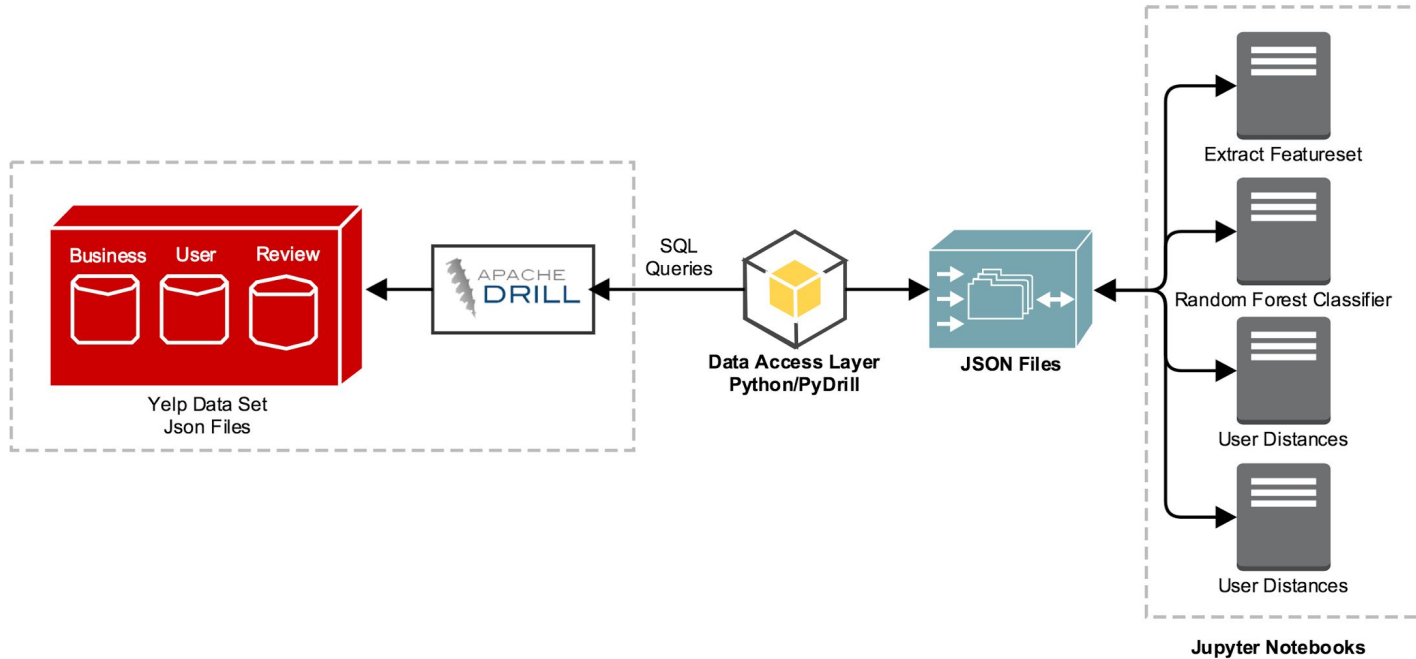 Business
User
Review
Yelp Data Set
Json Files
APACHE
DRILL
SQL
Queries
Data Access Layer
Python/PyDrill
JSON Files
Extract Featureset
Random Forest Classifier
User Distances
User Distances
Jupyter Notebooks